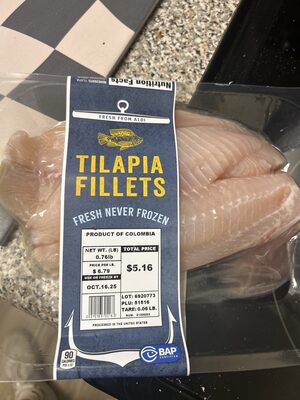 Nutrition Facts
FRESH FROM ALDI
TILAPIA
FILLETS
FRESH NEVER FROZEN
PRODUCT OF COLOMBIA
NET WT. (LB)
0.76lb
TOTAL PRICE
$5.16
PRICE PER LB.
$ 6.79
USE OR FREEZE BY
OCT.16.25
LOT: 6920773
PLU: 51516
TARE: 0.06 LB.
PROCESSED IN THE UNITED STATES
90
CALORIES
BAP